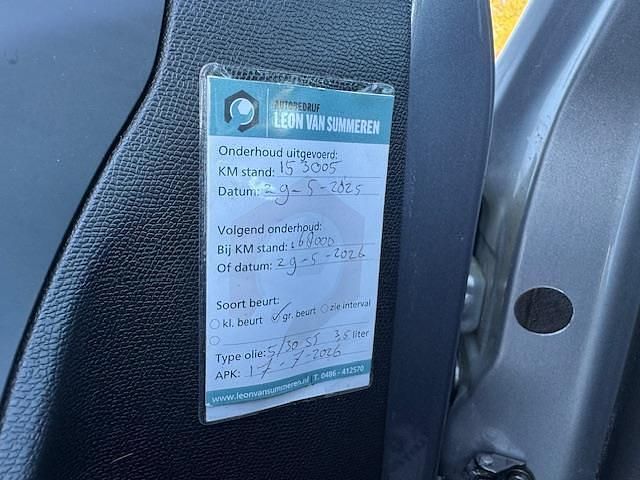 AUTOBEDRIJF
LEON VAN SUMMEREN
Onderhoud uitgevoerd:
KM stand: 153005
Datum: 29-5-2025
Volgend onderhoud:
Bij KM stand:
Of datum: 29-5-2026
Soort beurt:
kl. beurt gr. beurt zie interval
Type olie: 5/30 3,5 liter
APK: 17-7-2026
www.leonvansummeren.nl T. 0486 - 412570